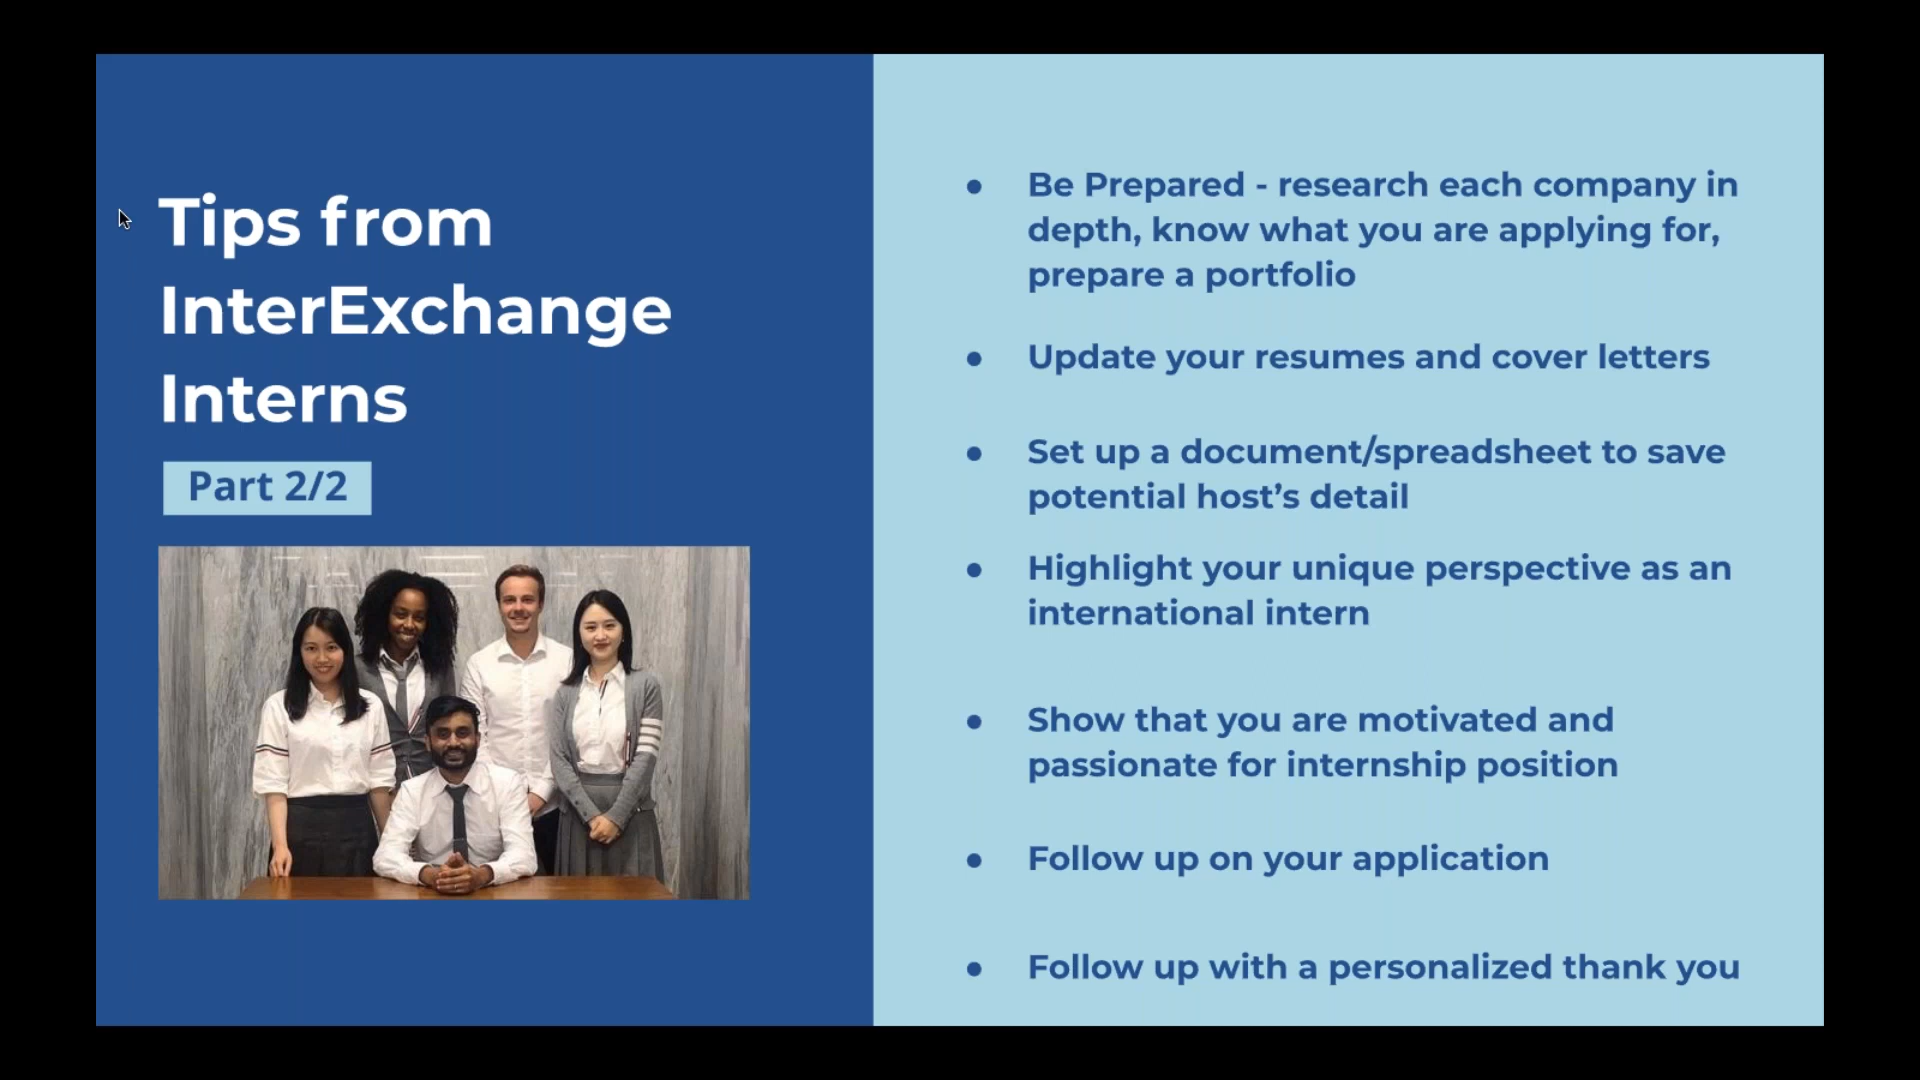 Tips from
InterExchange
Interns
Part 2/2
● Be Prepared - research each company in
depth, know what you are applying for,
prepare a portfolio
● Update your resumes and cover letters
● Set up a document/spreadsheet to save
potential host’s detail
● Highlight your unique perspective as an
international intern
● Show that you are motivated and
passionate for internship position
● Follow up on your application
● Follow up with a personalized thank you